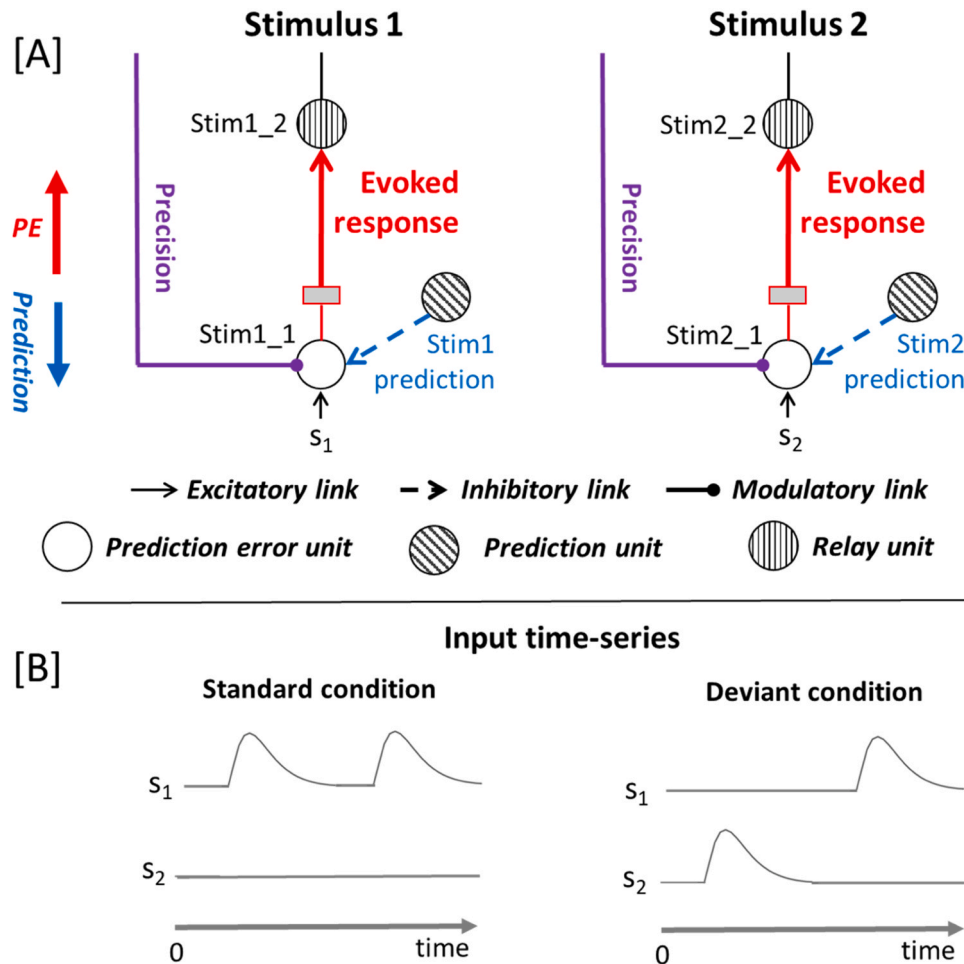 [A]
Stimulus 1
Stimulus 2
Stim1_2
Stim2_2
PE
Prediction
Precision
Evoked
response
Precision
Evoked
response
Stim1_1
Stim1
prediction
Stim2_1
Stim2
prediction
s1
s2
Excitatory link
Inhibitory link
Modulatory link
Prediction error unit
Prediction unit
Relay unit
Input time-series
[B]
Standard condition
Deviant condition
s1
s2
0
time
s1
s2
0
time